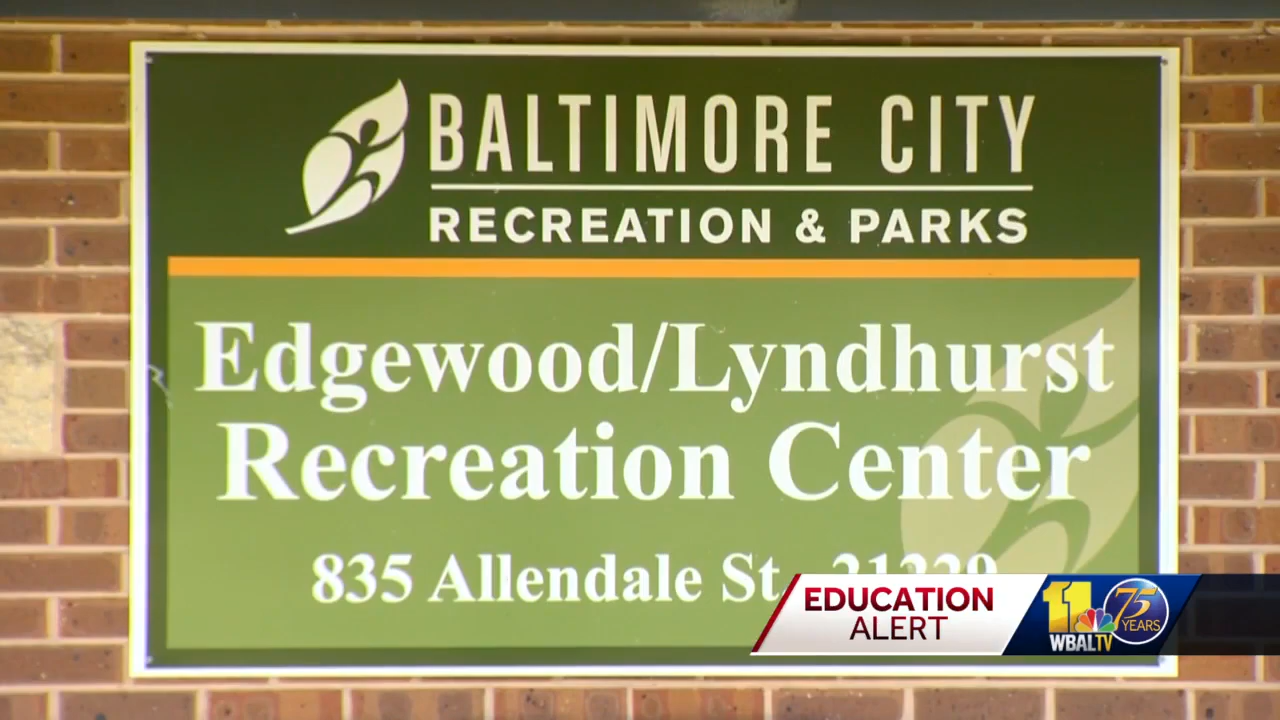 BALTIMORE CITY
RECREATION & PARKS
Edgewood/Lyndhurst
Recreation Center
835 Allendale St.
EDUCATION
ALERT
11
75
YEARS
WBALTV